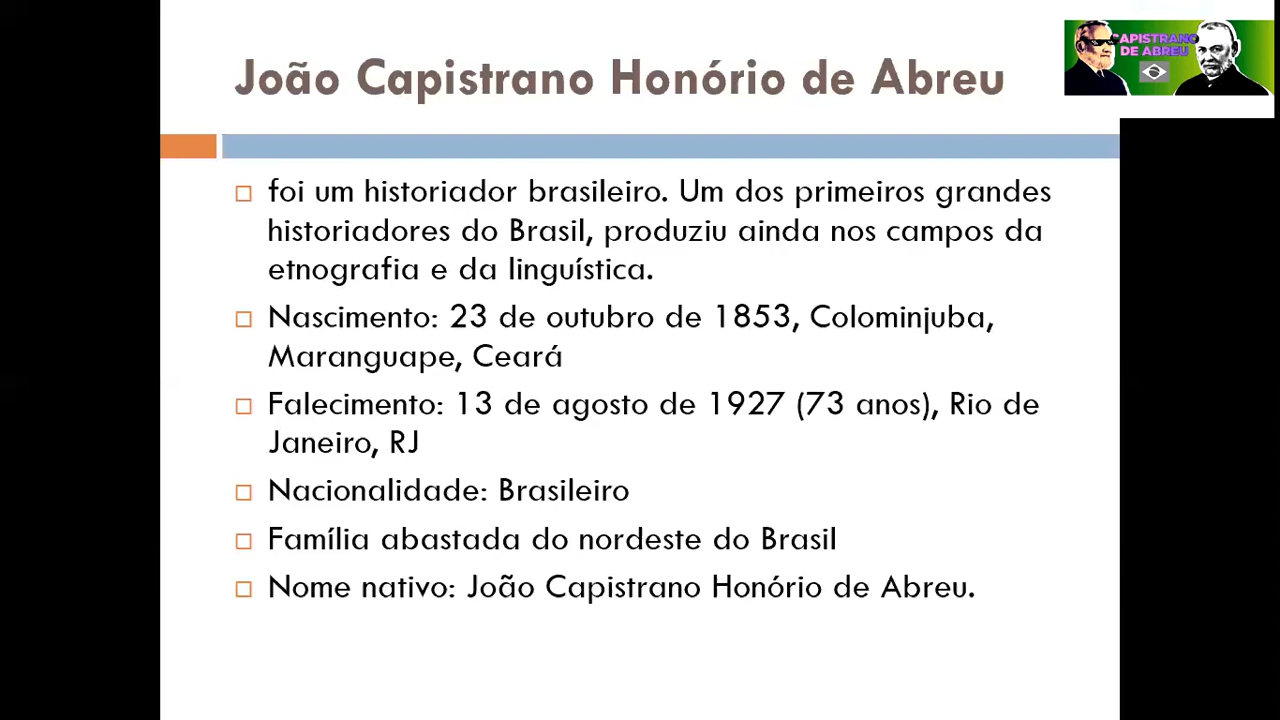 João Capistrano Honório de Abreu
CAPISTRANO
DE ABREU
foi um historiador brasileiro. Um dos primeiros grandes
historiadores do Brasil, produziu ainda nos campos da
etnografia e da linguística.
Nascimento: 23 de outubro de 1853, Colominjuba,
Maranguape, Ceará
Falecimento: 13 de agosto de 1927 (73 anos), Rio de
Janeiro, RJ
Nacionalidade: Brasileiro
Família abastada do nordeste do Brasil
Nome nativo: João Capistrano Honório de Abreu.